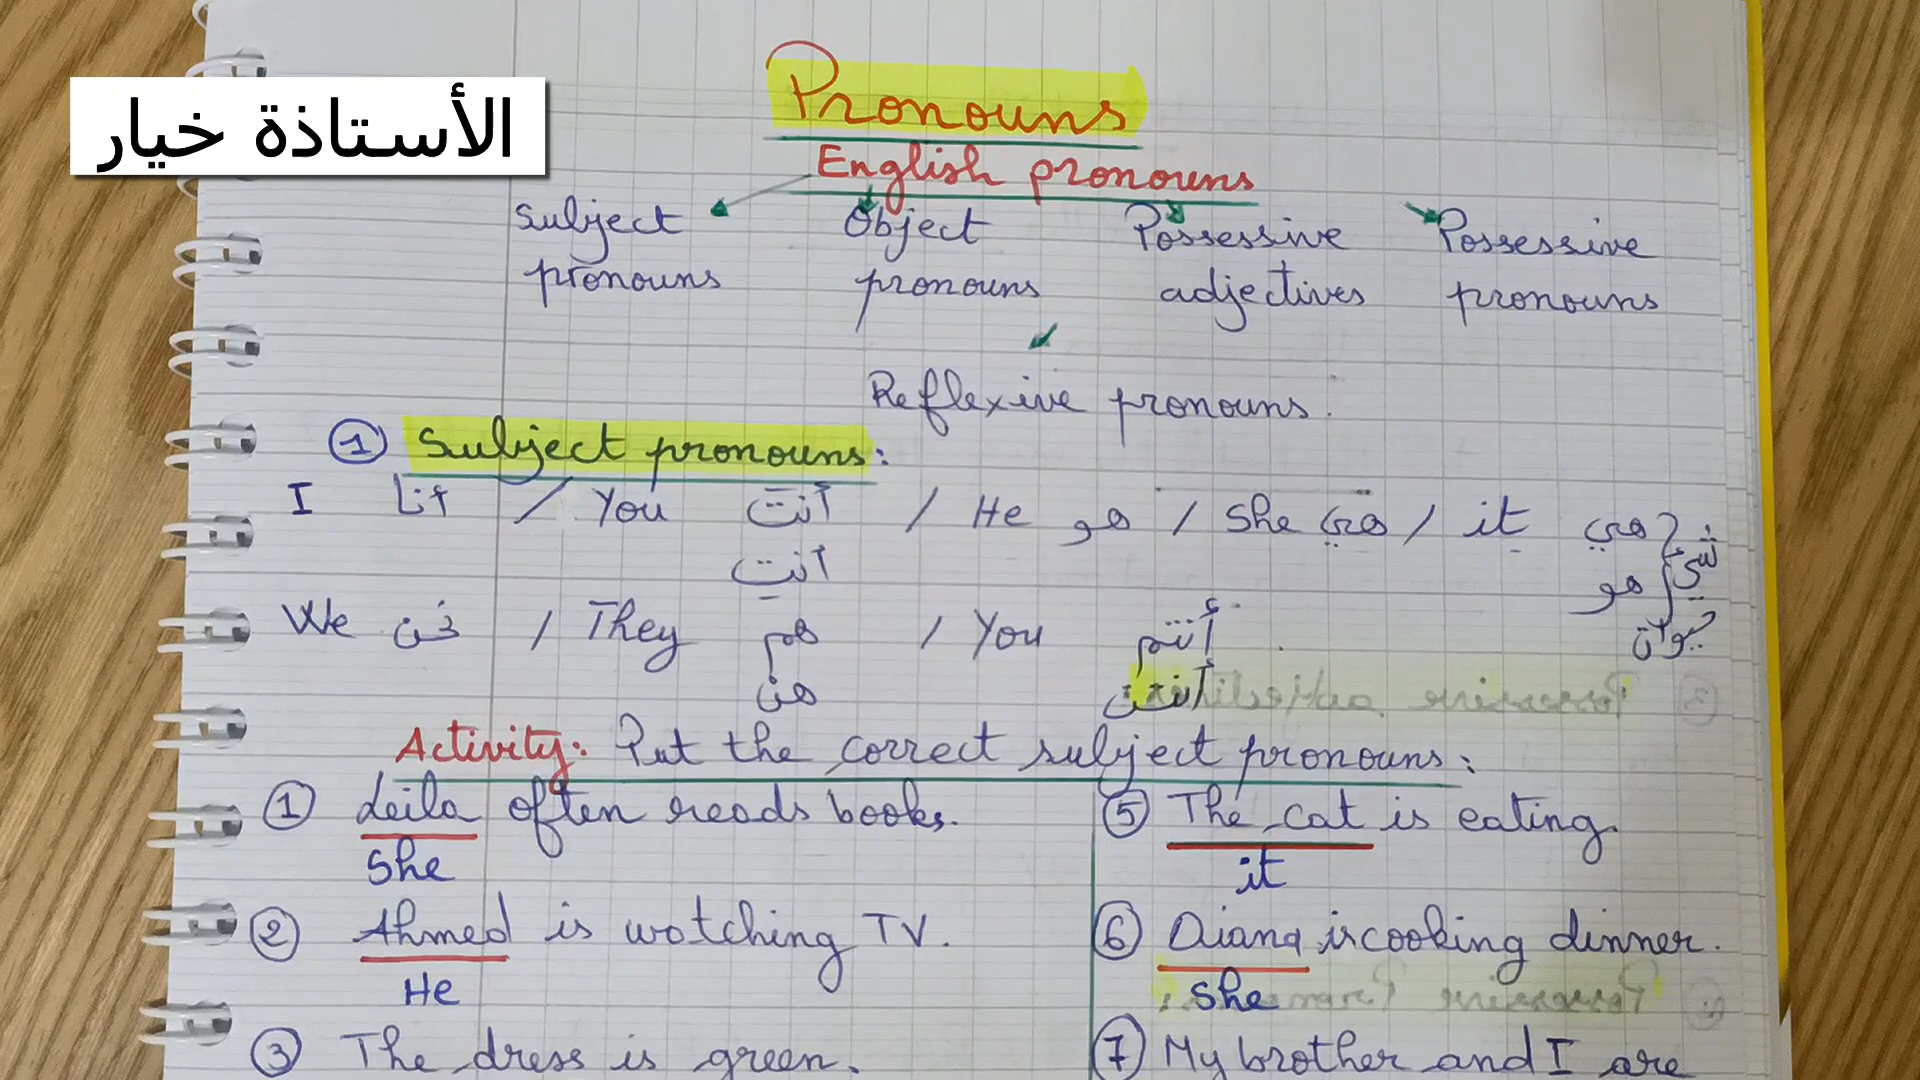 الأستاذة خيار
Pronouns
English pronouns
Subject pronouns
Object pronouns
Possessive adjectives
Possessive pronouns
Reflexive pronouns.
① Subject pronouns:
I أنا / You أنتَ / He هو / She هي / it هي شيء
أنتِ هو
We نحن / They هم / You أنتم حيوان
هن أنتن
Activity: Put the correct subject pronouns:
① Leila often reads books.
She
② Ahmed is watching TV.
He
③ The dress is green.
⑤ The cat is eating.
it
⑥ Diana is cooking dinner.
she
⑦ My brother and I are